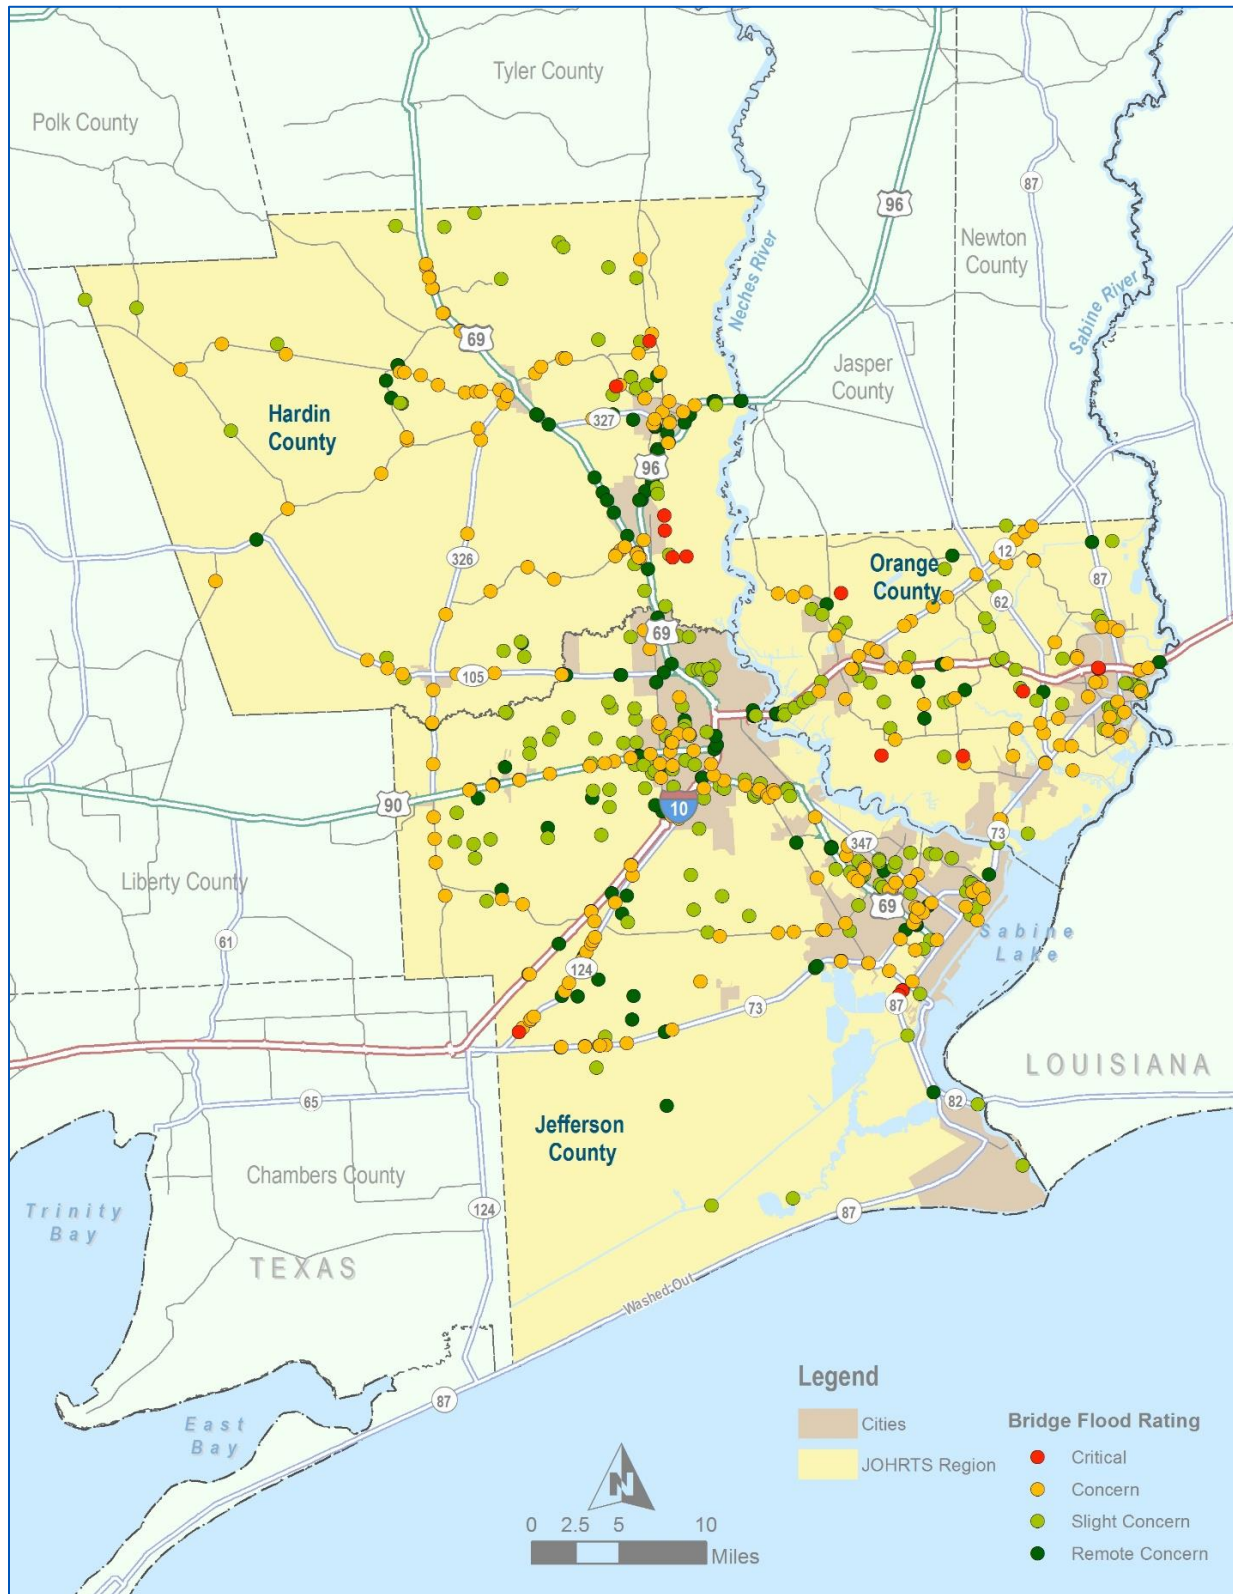 Tyler County
Polk County
96
87
Newton
County
Neches River
Sabine River
69
Jasper
County
Hardin
County
327
96
326
12
Orange
County
87
62
69
105
90
10
347
73
Liberty County
69
61
Sabine
Lake
124
73
87
LOUISIANA
65
82
Jefferson
County
Chambers County
Trinity
Bay
124
87
TEXAS
Washed Out
Legend
87
Cities
Bridge Flood Rating
East
Bay
Critical
JOHRTS Region
Concern
N
Slight Concern
0 2.5 5 10
Miles
Remote Concern